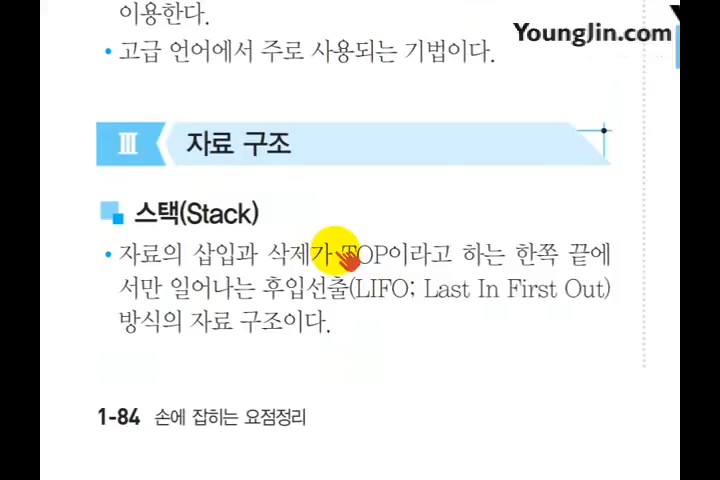 이용한다.
YoungJin.com
• 고급 언어에서 주로 사용되는 기법이다.
Ⅲ 자료 구조
스택(Stack)
• 자료의 삽입과 삭제가 TOP이라고 하는 한쪽 끝에
서만 일어나는 후입선출(LIFO; Last In First Out)
방식의 자료 구조이다.
1-84 손에 잡히는 요점정리